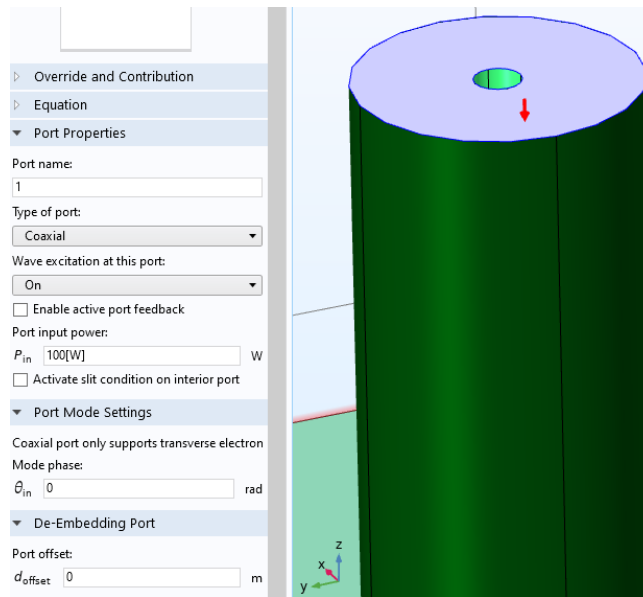 Override and Contribution
Equation
Port Properties
Port name:
1
Type of port:
Coaxial
Wave excitation at this port:
On
Enable active port feedback
Port input power:
Pin 100[W] W
Activate slit condition on interior port
Port Mode Settings
Coaxial port only supports transverse electron
Mode phase:
θin 0 rad
De-Embedding Port
Port offset:
doffset 0 m
z
x
y